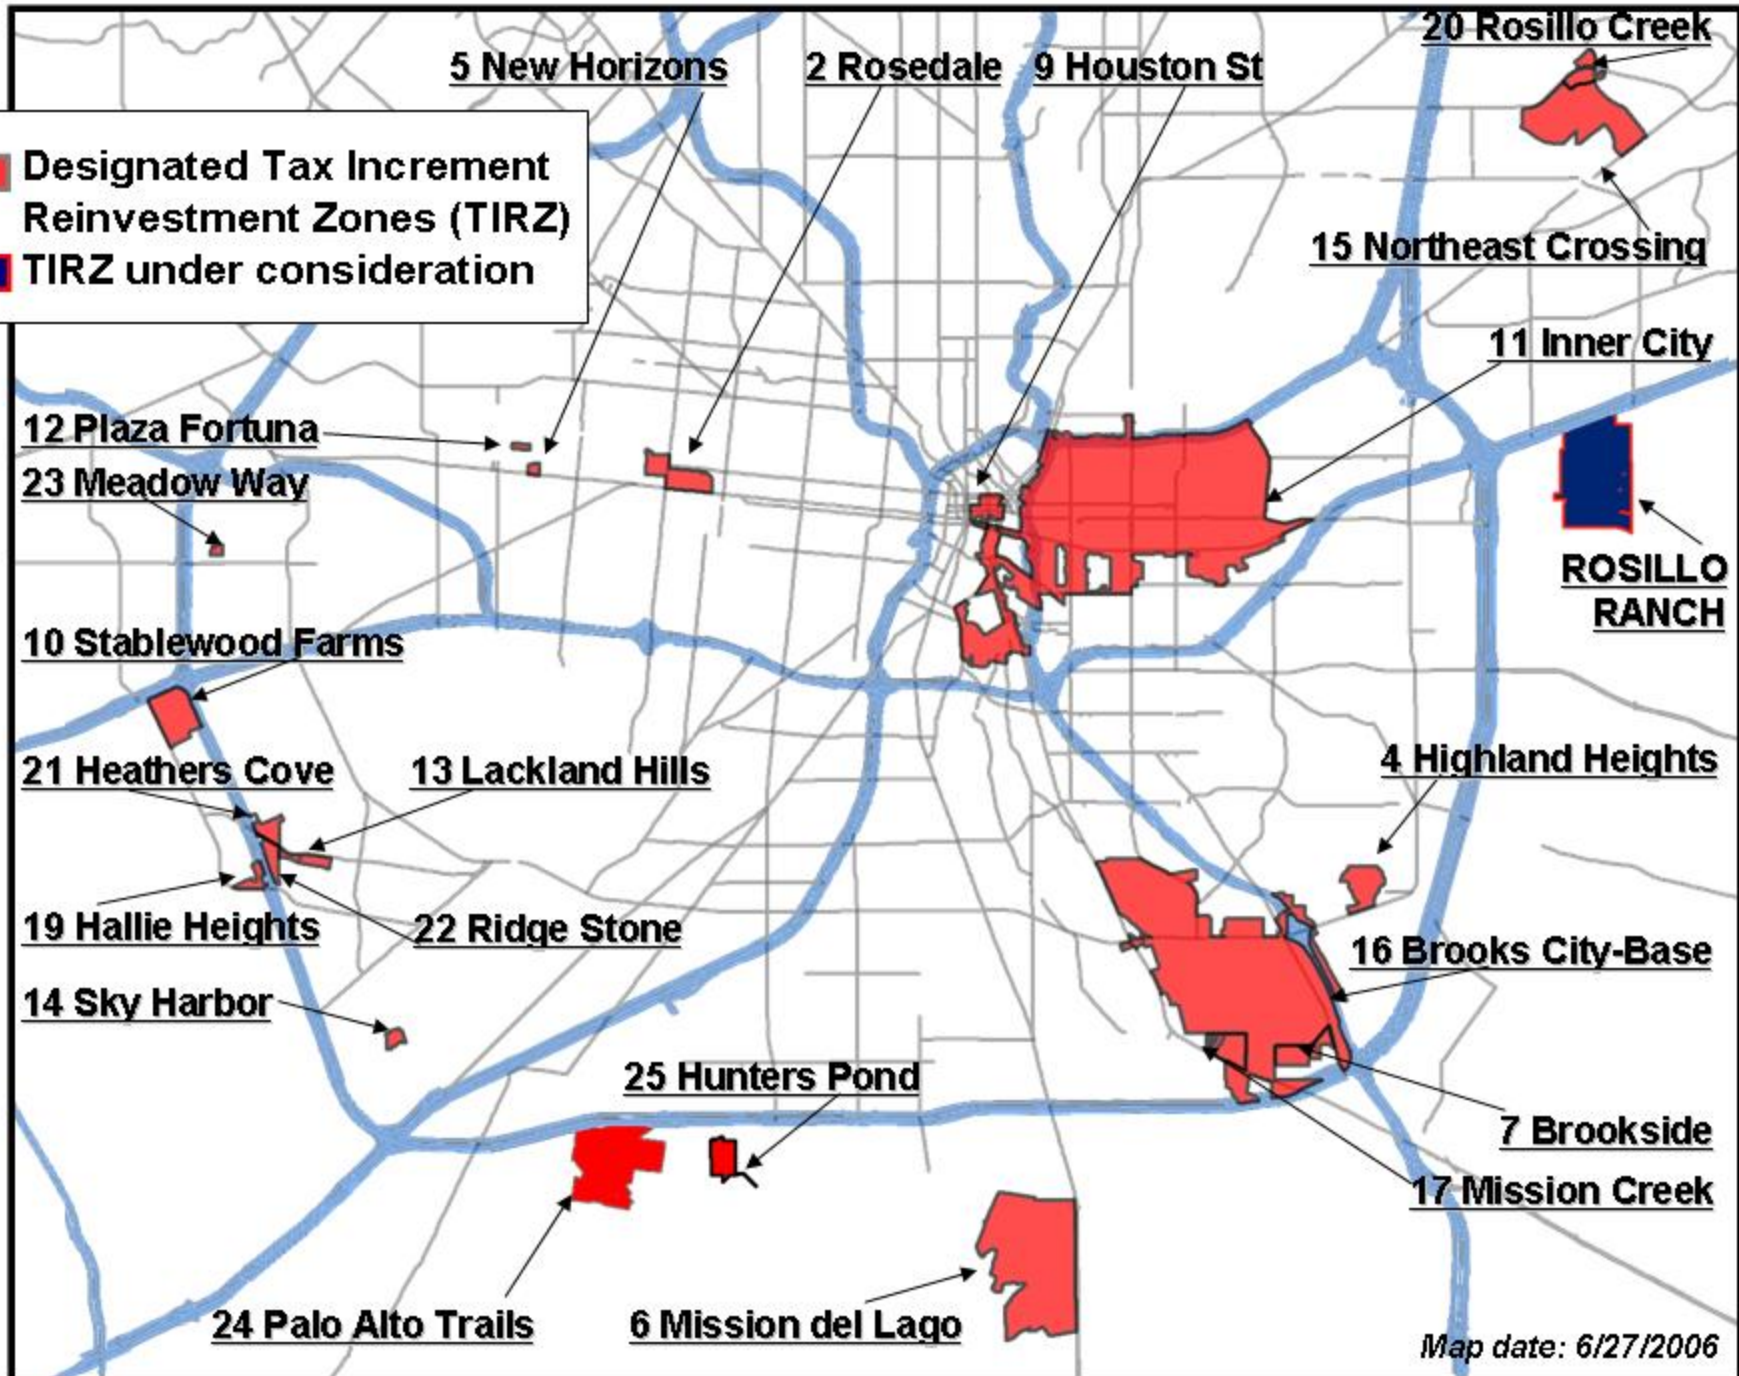 20 Rosillo Creek
5 New Horizons
2 Rosedale
9 Houston St
Designated Tax Increment
Reinvestment Zones (TIRZ)
TIRZ under consideration
15 Northeast Crossing
11 Inner City
12 Plaza Fortuna
23 Meadow Way
ROSILLO
RANCH
10 Stablewood Farms
21 Heathers Cove
13 Lackland Hills
4 Highland Heights
19 Hallie Heights
22 Ridge Stone
16 Brooks City-Base
14 Sky Harbor
25 Hunters Pond
7 Brookside
17 Mission Creek
24 Palo Alto Trails
6 Mission del Lago
Map date: 6/27/2006